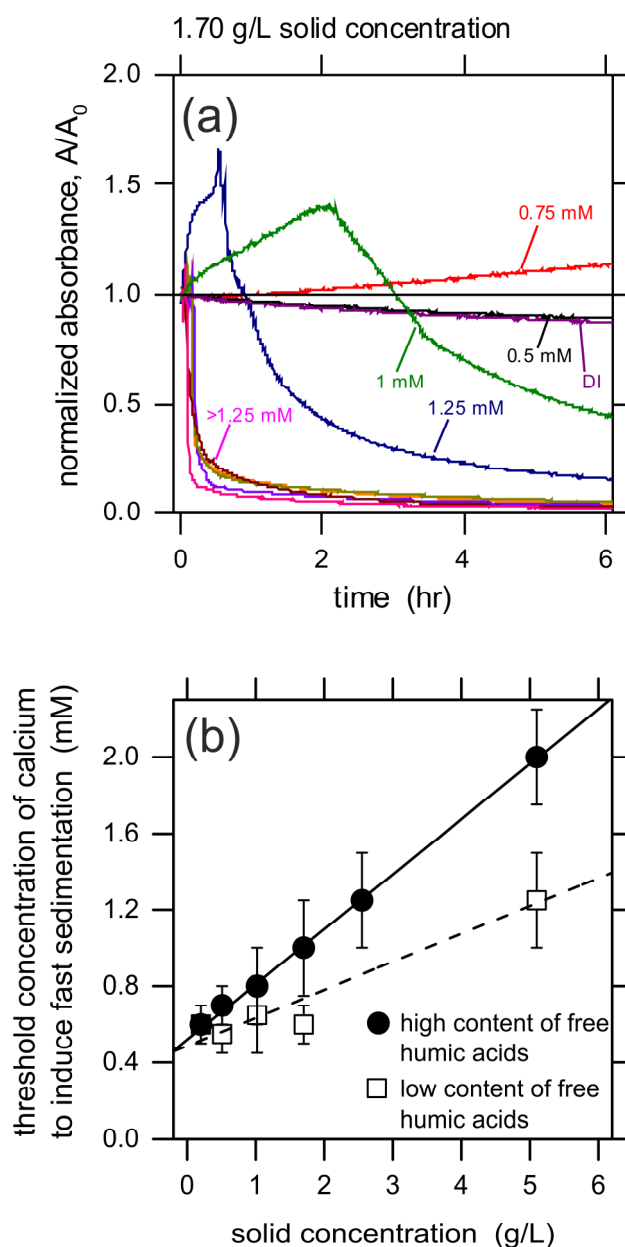 1.70 g/L solid concentration
normalized absorbance, A/A₀
2.0
1.5
1.0
0.5
0.0
(a)
0.75 mM
0.5 mM
DI
1 mM
1.25 mM
>1.25 mM
0
2
4
6
time (hr)
threshold concentration of calcium
to induce fast sedimentation (mM)
2.0
1.6
1.2
0.8
0.4
0.0
(b)
high content of free
humic acids
low content of free
humic acids
0
1
2
3
4
5
6
solid concentration (g/L)